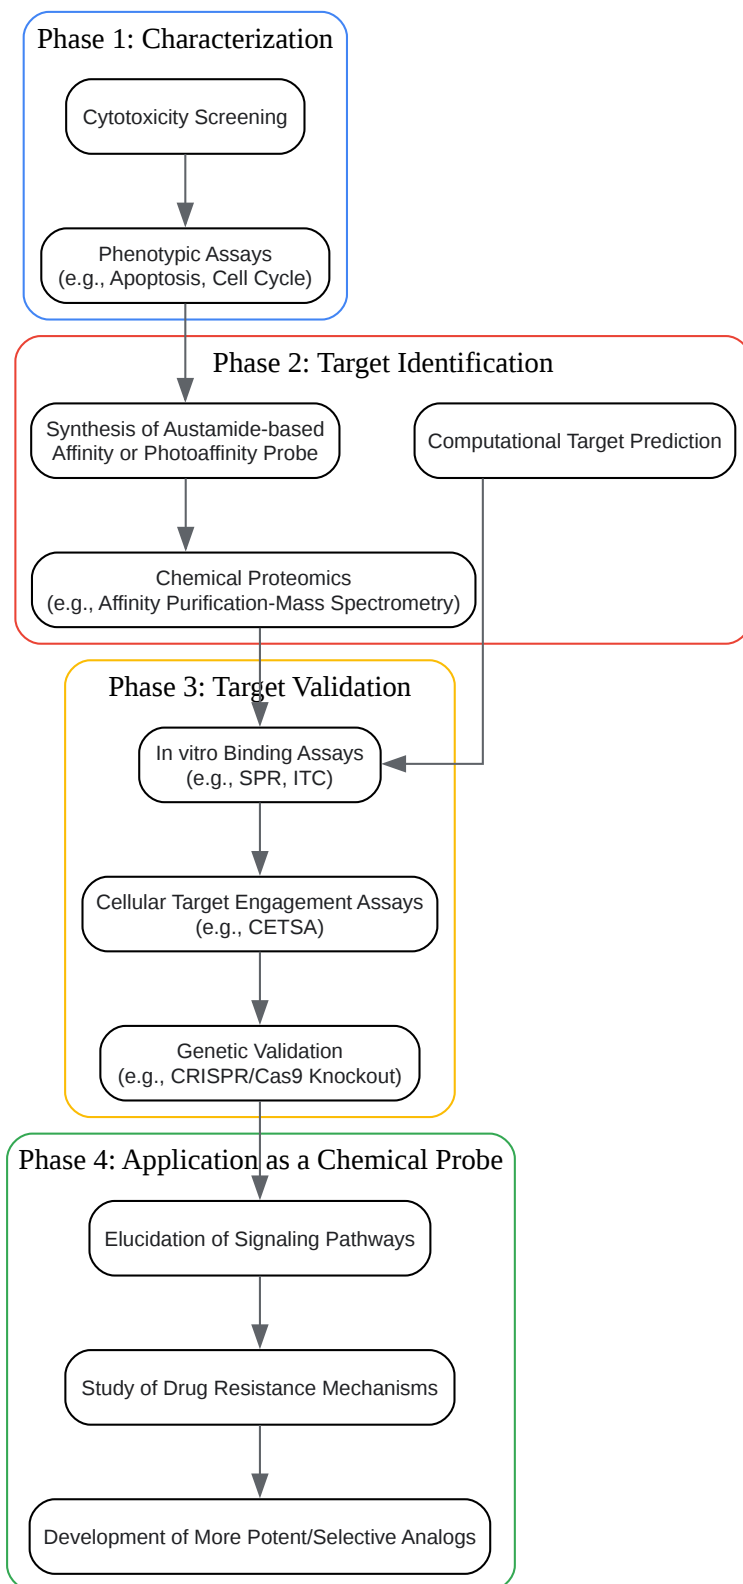 Phase 1: Characterization
Cytotoxicity Screening
Phenotypic Assays
(e.g., Apoptosis, Cell Cycle)
Phase 2: Target Identification
Synthesis of Austamide-based
Affinity or Photoaffinity Probe
Computational Target Prediction
Chemical Proteomics
(e.g., Affinity Purification-Mass Spectrometry)
Phase 3: Target Validation
In vitro Binding Assays
(e.g., SPR, ITC)
Cellular Target Engagement Assays
(e.g., CETSA)
Genetic Validation
(e.g., CRISPR/Cas9 Knockout)
Phase 4: Application as a Chemical Probe
Elucidation of Signaling Pathways
Study of Drug Resistance Mechanisms
Development of More Potent/Selective Analogs